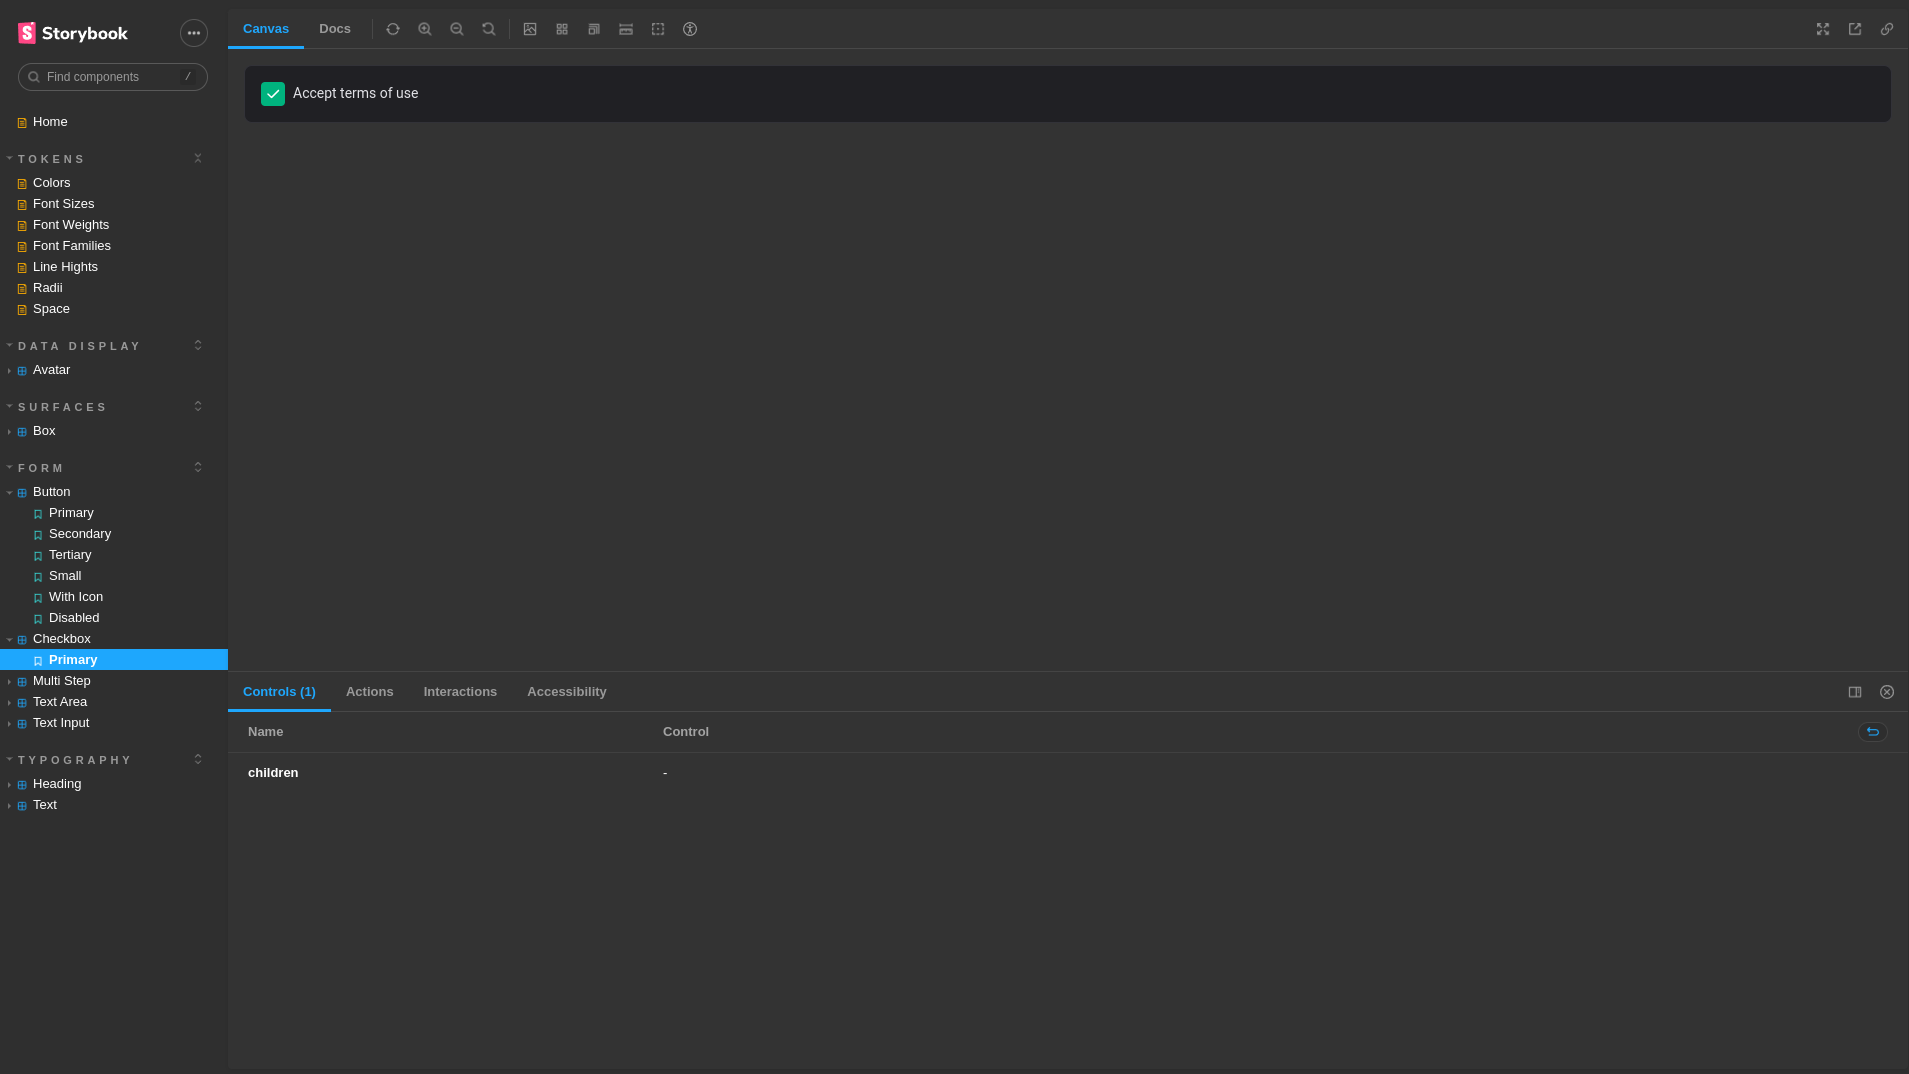 Storybook
Find components /
Home
TOKENS
Colors
Font Sizes
Font Weights
Font Families
Line Hights
Radii
Space
DATA DISPLAY
Avatar
SURFACES
Box
FORM
Button
Primary
Secondary
Tertiary
Small
With Icon
Disabled
Checkbox
Primary
Multi Step
Text Area
Text Input
TYPOGRAPHY
Heading
Text
Canvas Docs
Accept terms of use
Controls (1) Actions Interactions Accessibility
Name Control
children -